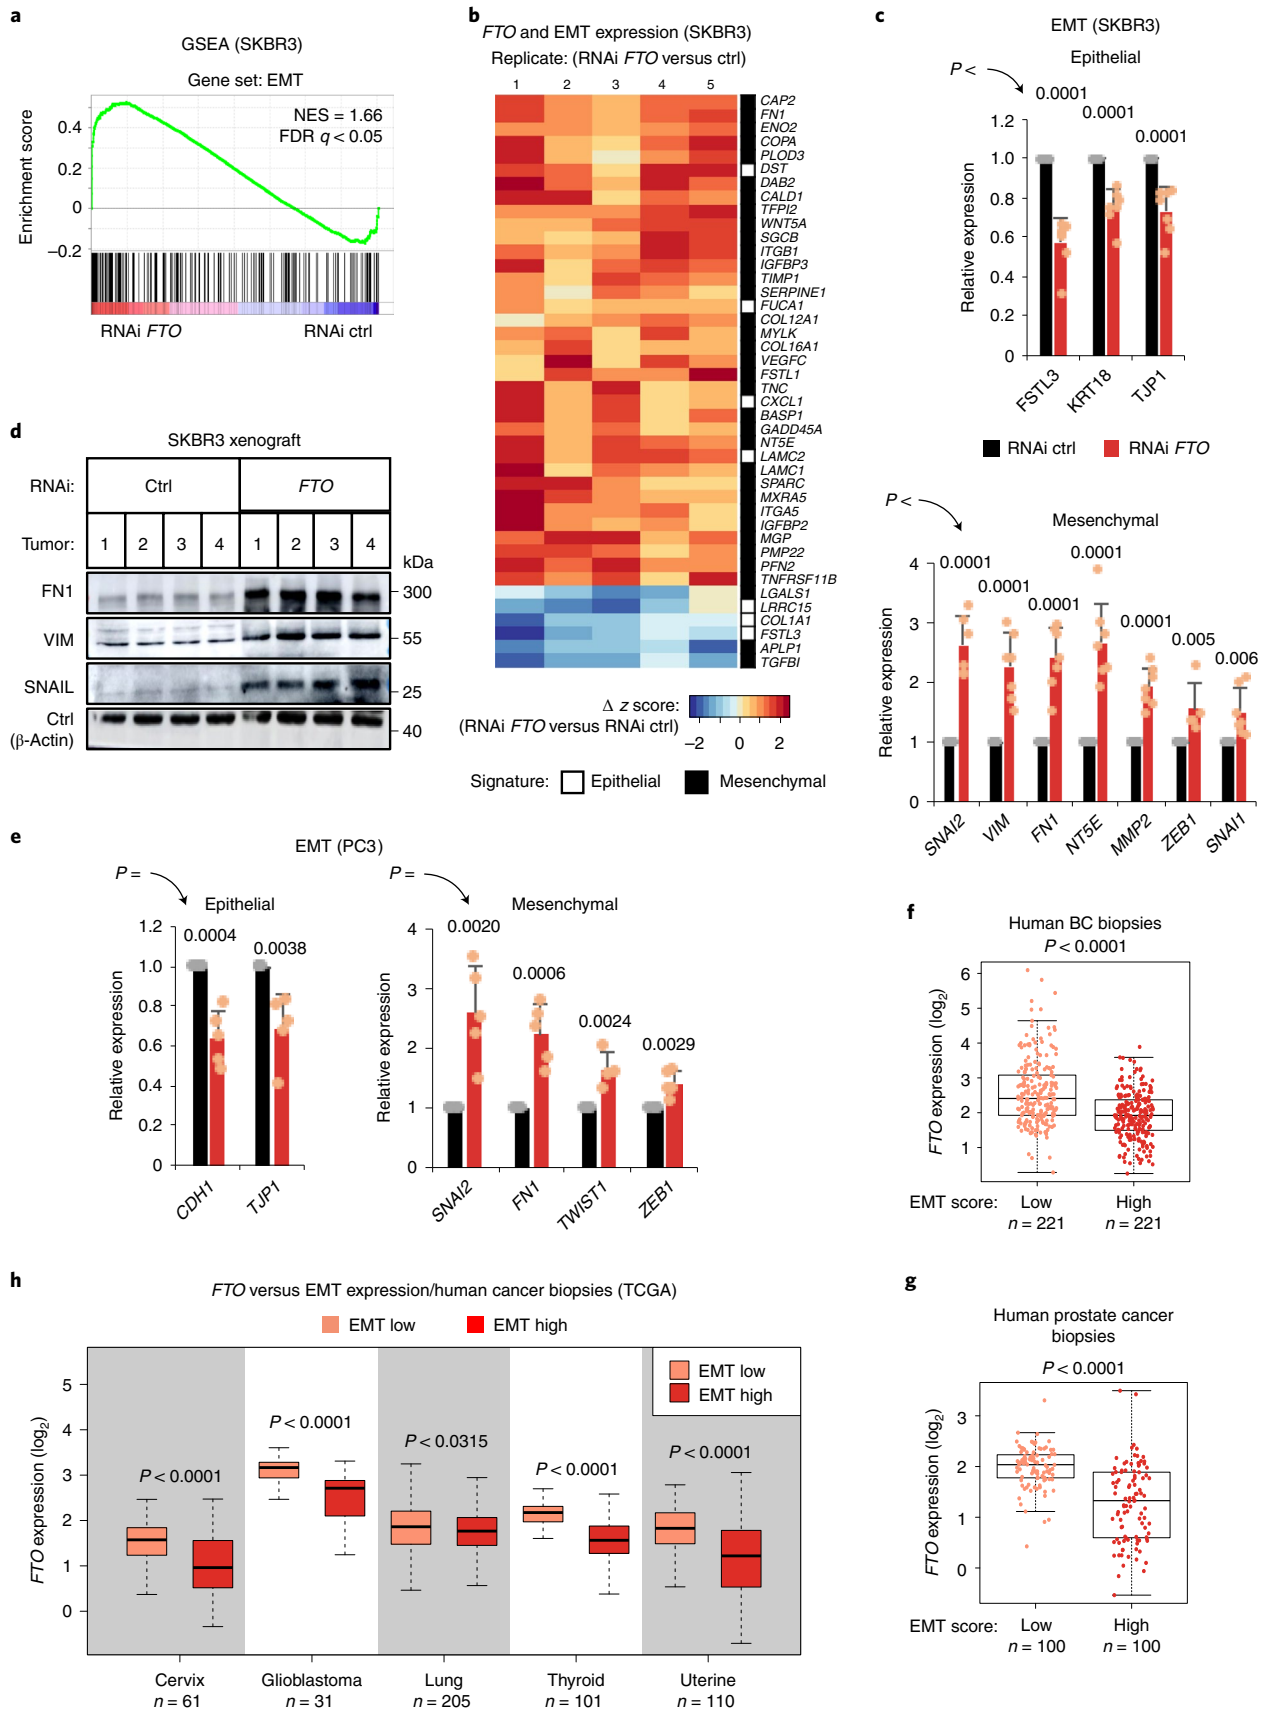 a
GSEA (SKBR3)
Gene set: EMT
NES = 1.66
FDR q < 0.05
Enrichment score
0.4
0.2
0
–0.2
RNAi FTO
RNAi ctrl
b
FTO and EMT expression (SKBR3)
Replicate: (RNAi FTO versus ctrl)
1 2 3 4 5
CAP2
FN1
ENO2
COPA
PLOD3
DST
DAB2
CALD1
TFPI2
WNT5A
SGCB
ITGB1
IGFBP3
TIMP1
SERPINE1
FUCA1
COL12A1
MYLK
COL16A1
VEGFC
FSTL1
TNC
CXCL1
BASP1
GADD45A
NT5E
LAMC2
LAMC1
SPARC
MXRA5
ITGA5
IGFBP2
MGP
PMP22
PFN2
TNFRSF11B
LGALS1
LRRC15
COL1A1
FSTL3
APLP1
TGFBI
Δ z score:
(RNAi FTO versus RNAi ctrl)
–2 0 2
Signature: Epithelial Mesenchymal
c
EMT (SKBR3)
Epithelial
P <
0.0001
0.0001
0.0001
Relative expression
1.2
1.0
0.8
0.6
0.4
0.2
0
FSTL3
KRT18
TJP1
RNAi ctrl RNAi FTO
P <
Mesenchymal
0.0001
0.0001
0.0001
0.0001
0.0001
0.005
0.006
Relative expression
4
3
2
1
0
SNAI2
VIM
FN1
NT5E
MMP2
ZEB1
SNAI1
d
SKBR3 xenograft
RNAi: Ctrl FTO
Tumor: 1 2 3 4 1 2 3 4
kDa
FN1 300
VIM 55
SNAIL 25
Ctrl
(β-Actin) 40
e
EMT (PC3)
P =
Epithelial
0.0004
0.0038
Relative expression
1.2
1.0
0.8
0.6
0.4
0.2
0
CDH1
TJP1
P =
Mesenchymal
0.0020
0.0006
0.0024
0.0029
Relative expression
4
3
2
1
0
SNAI2
FN1
TWIST1
ZEB1
f
Human BC biopsies
P < 0.0001
FTO expression (log2)
6
5
4
3
2
1
EMT score: Low High
n = 221 n = 221
g
Human prostate cancer
biopsies
P < 0.0001
FTO expression (log2)
3
2
1
0
EMT score: Low High
n = 100 n = 100
h
FTO versus EMT expression/human cancer biopsies (TCGA)
EMT low EMT high
EMT low
EMT high
FTO expression (log2)
5
4
3
2
1
0
P < 0.0001
P < 0.0001
P < 0.0315
P < 0.0001
P < 0.0001
Cervix Glioblastoma Lung Thyroid Uterine
n = 61 n = 31 n = 205 n = 101 n = 110